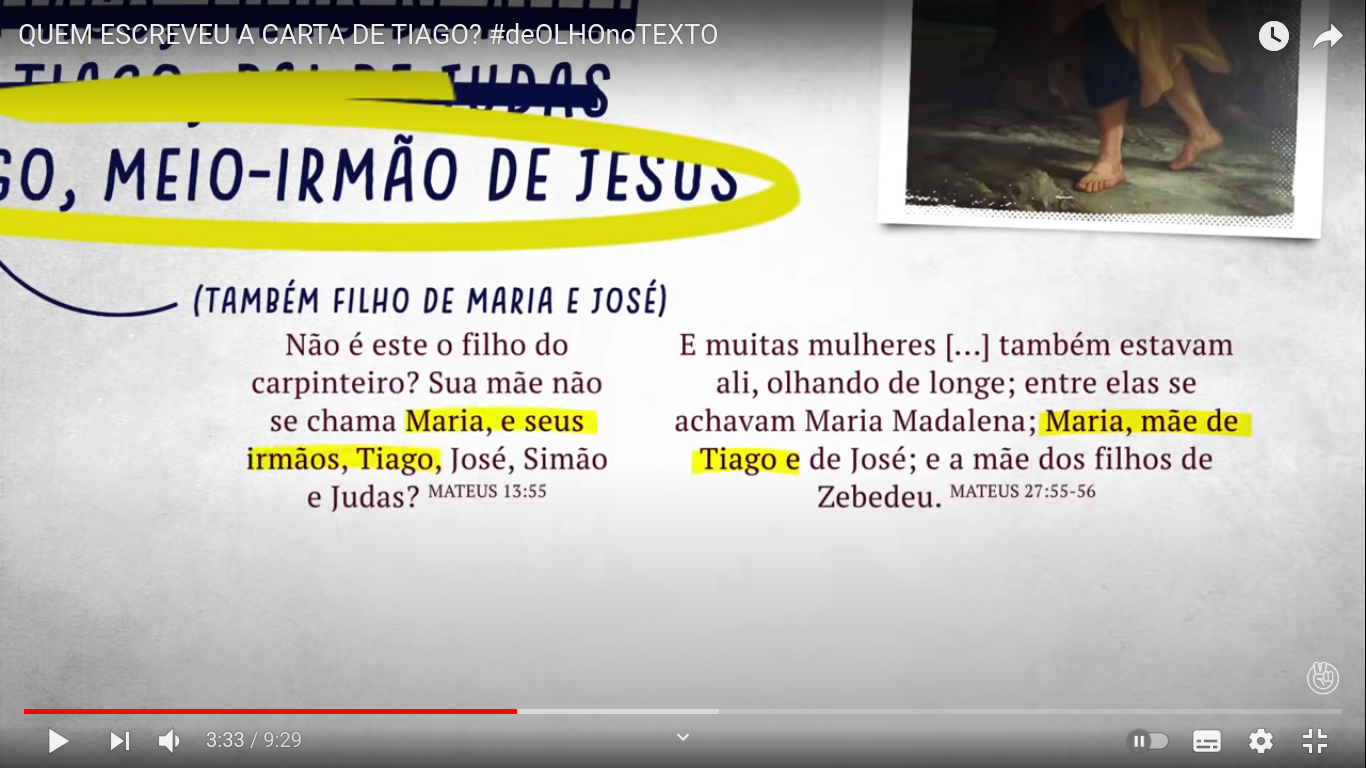 QUEM ESCREVEU A CARTA DE TIAGO? #deOLHOnoTEXTO
TIAGO, PAI DE JUDAS
GO, MEIO-IRMÃO DE JESUS
(TAMBÉM FILHO DE MARIA E JOSÉ)
Não é este o filho do
carpinteiro? Sua mãe não
se chama Maria, e seus
irmãos, Tiago, José, Simão
e Judas? MATEUS 13:55
E muitas mulheres [...] também estavam
ali, olhando de longe; entre elas se
achavam Maria Madalena; Maria, mãe de
Tiago e de José; e a mãe dos filhos de
Zebedeu. MATEUS 27:55-56
3:33 / 9:29